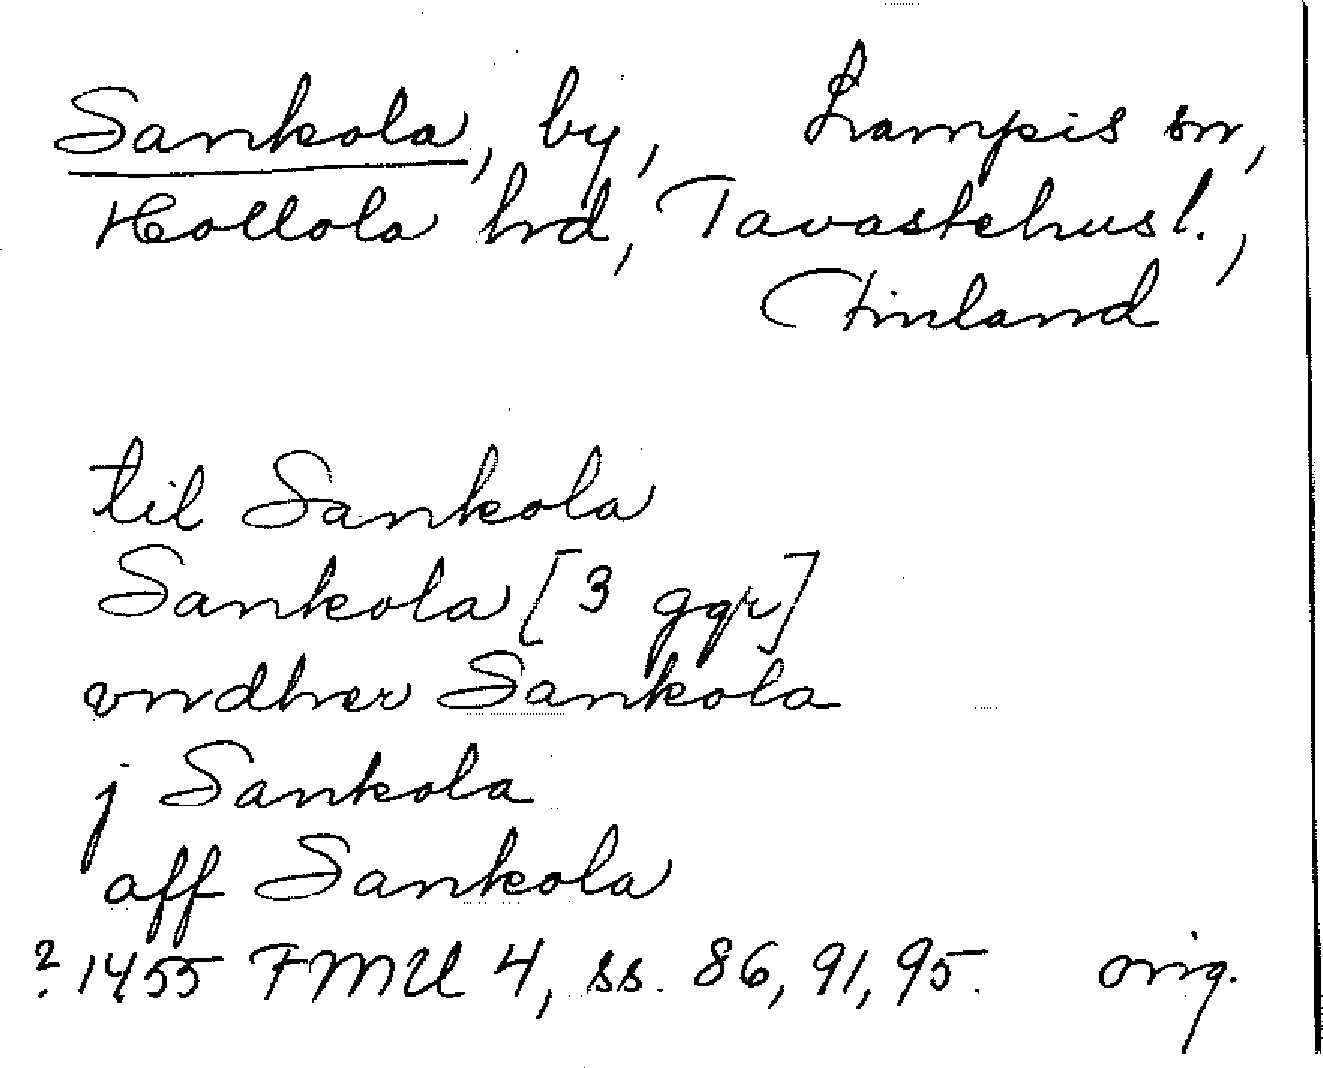 Sankola, by, Lampis sn,
Hollola hrd, Tavastehus l.,
Finland
til Sankola
Sankola [3 ggr]
vndher Sankola
j Sankola
aff Sankola
? 1455 FMU 4, ss. 86, 91, 95. orig.